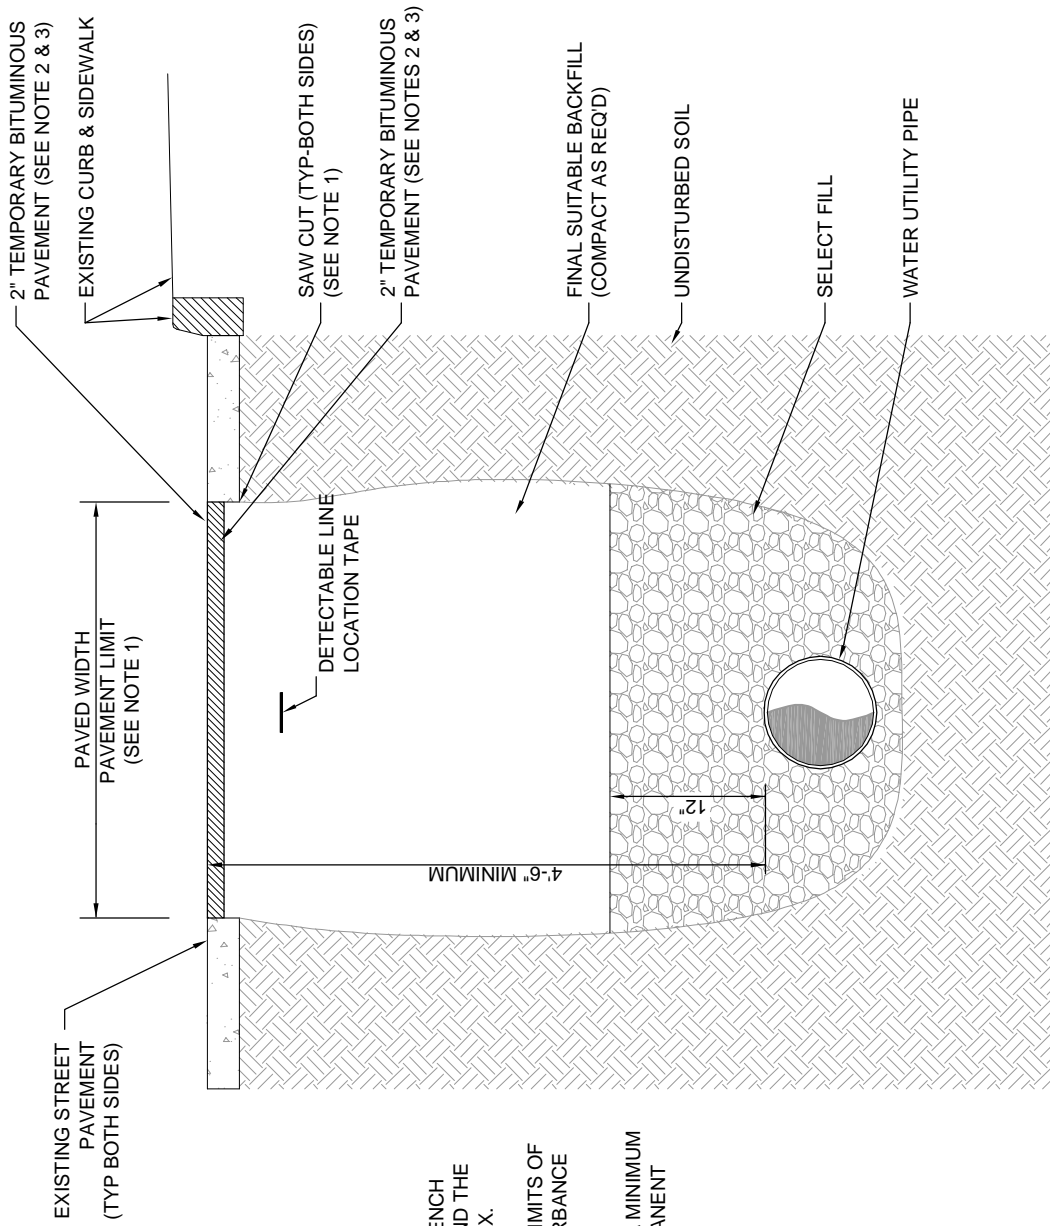 2" TEMPORARY BITUMINOUS
PAVEMENT (SEE NOTE 2 & 3)
EXISTING CURB & SIDEWALK
SAW CUT (TYP-BOTH SIDES)
(SEE NOTE 1)
2" TEMPORARY BITUMINOUS
PAVEMENT (SEE NOTES 2 & 3)
FINAL SUITABLE BACKFILL
(COMPACT AS REQ'D)
UNDISTURBED SOIL
SELECT FILL
WATER UTILITY PIPE
PAVED WIDTH
PAVEMENT LIMIT
(SEE NOTE 1)
DETECTABLE LINE
LOCATION TAPE
12"
4'-6" MINIMUM
EXISTING STREET
PAVEMENT
(TYP BOTH SIDES)
ENCH
ND THE
X.
IMITS OF
RBANCE
MINIMUM
ANENT